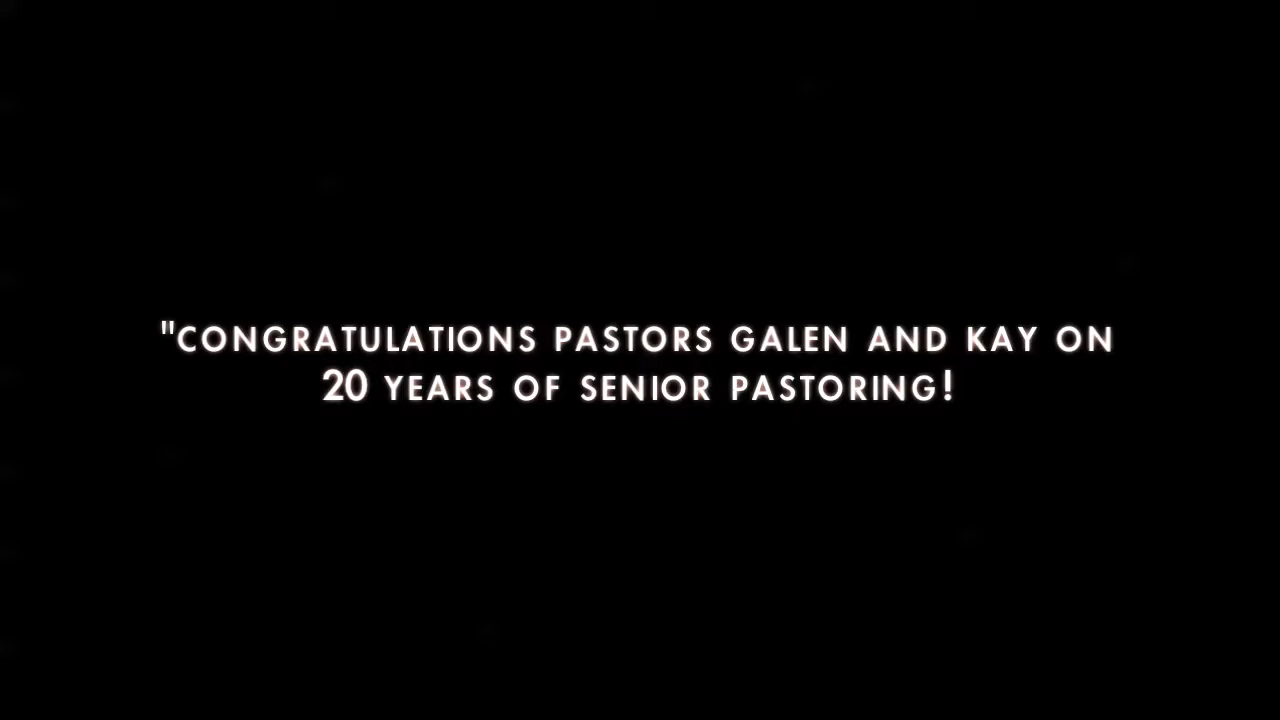 "CONGRATULATIONS PASTORS GALEN AND KAY ON
20 YEARS OF SENIOR PASTORING!